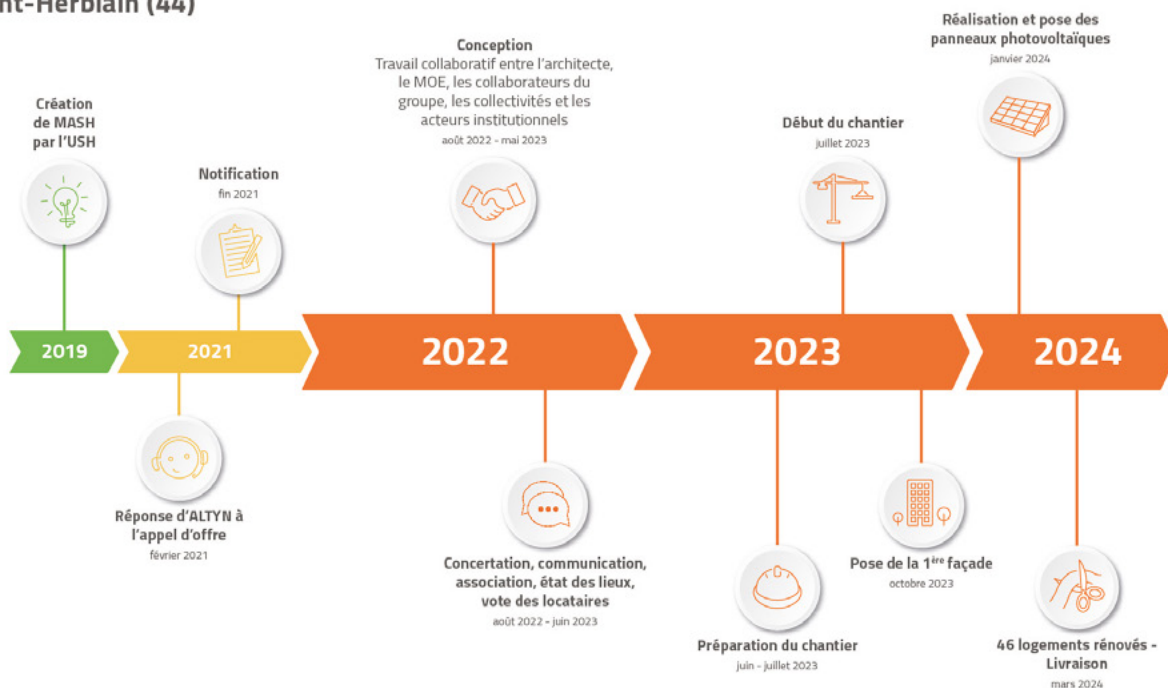 nt-Herblain (44)
Création
de MASH
par l'USH
Notification
fin 2021
Conception
Travail collaboratif entre l'architecte,
le MOE, les collaborateurs du
groupe, les collectivités et les
acteurs institutionnels
août 2022 - mai 2023
Début du chantier
juillet 2023
Réalisation et pose des
panneaux photovoltaïques
janvier 2024
2019
2021
2022
2023
2024
Réponse d'ALTYN à
l'appel d'offre
février 2021
Concertation, communication,
association, état des lieux,
vote des locataires
août 2022 - juin 2023
Préparation du chantier
juin - juillet 2023
Pose de la 1ère façade
octobre 2023
46 logements rénovés -
Livraison
mars 2024